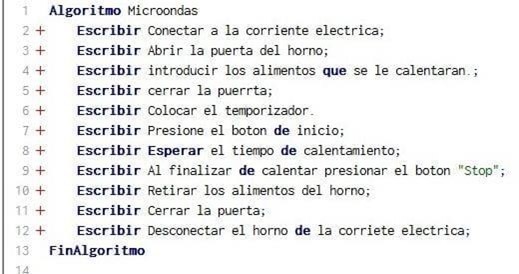 1 Algoritmo Microondas
2 + Escribir Conectar a la corriente electrica;
3 + Escribir Abrir la puerta del horno;
4 + Escribir introducir los alimentos que se le calentaran.;
5 + Escribir cerrar la puerrta;
6 + Escribir Colocar el temporizador.
7 + Escribir Presione el boton de inicio;
8 + Escribir Esperar el tiempo de calentamiento;
9 + Escribir Al finalizar de calentar presionar el boton "Stop";
10 + Escribir Retirar los alimentos del horno;
11 + Escribir Cerrar la puerta;
12 + Escribir Desconectar el horno de la corriete electrica;
13 FinAlgoritmo
14